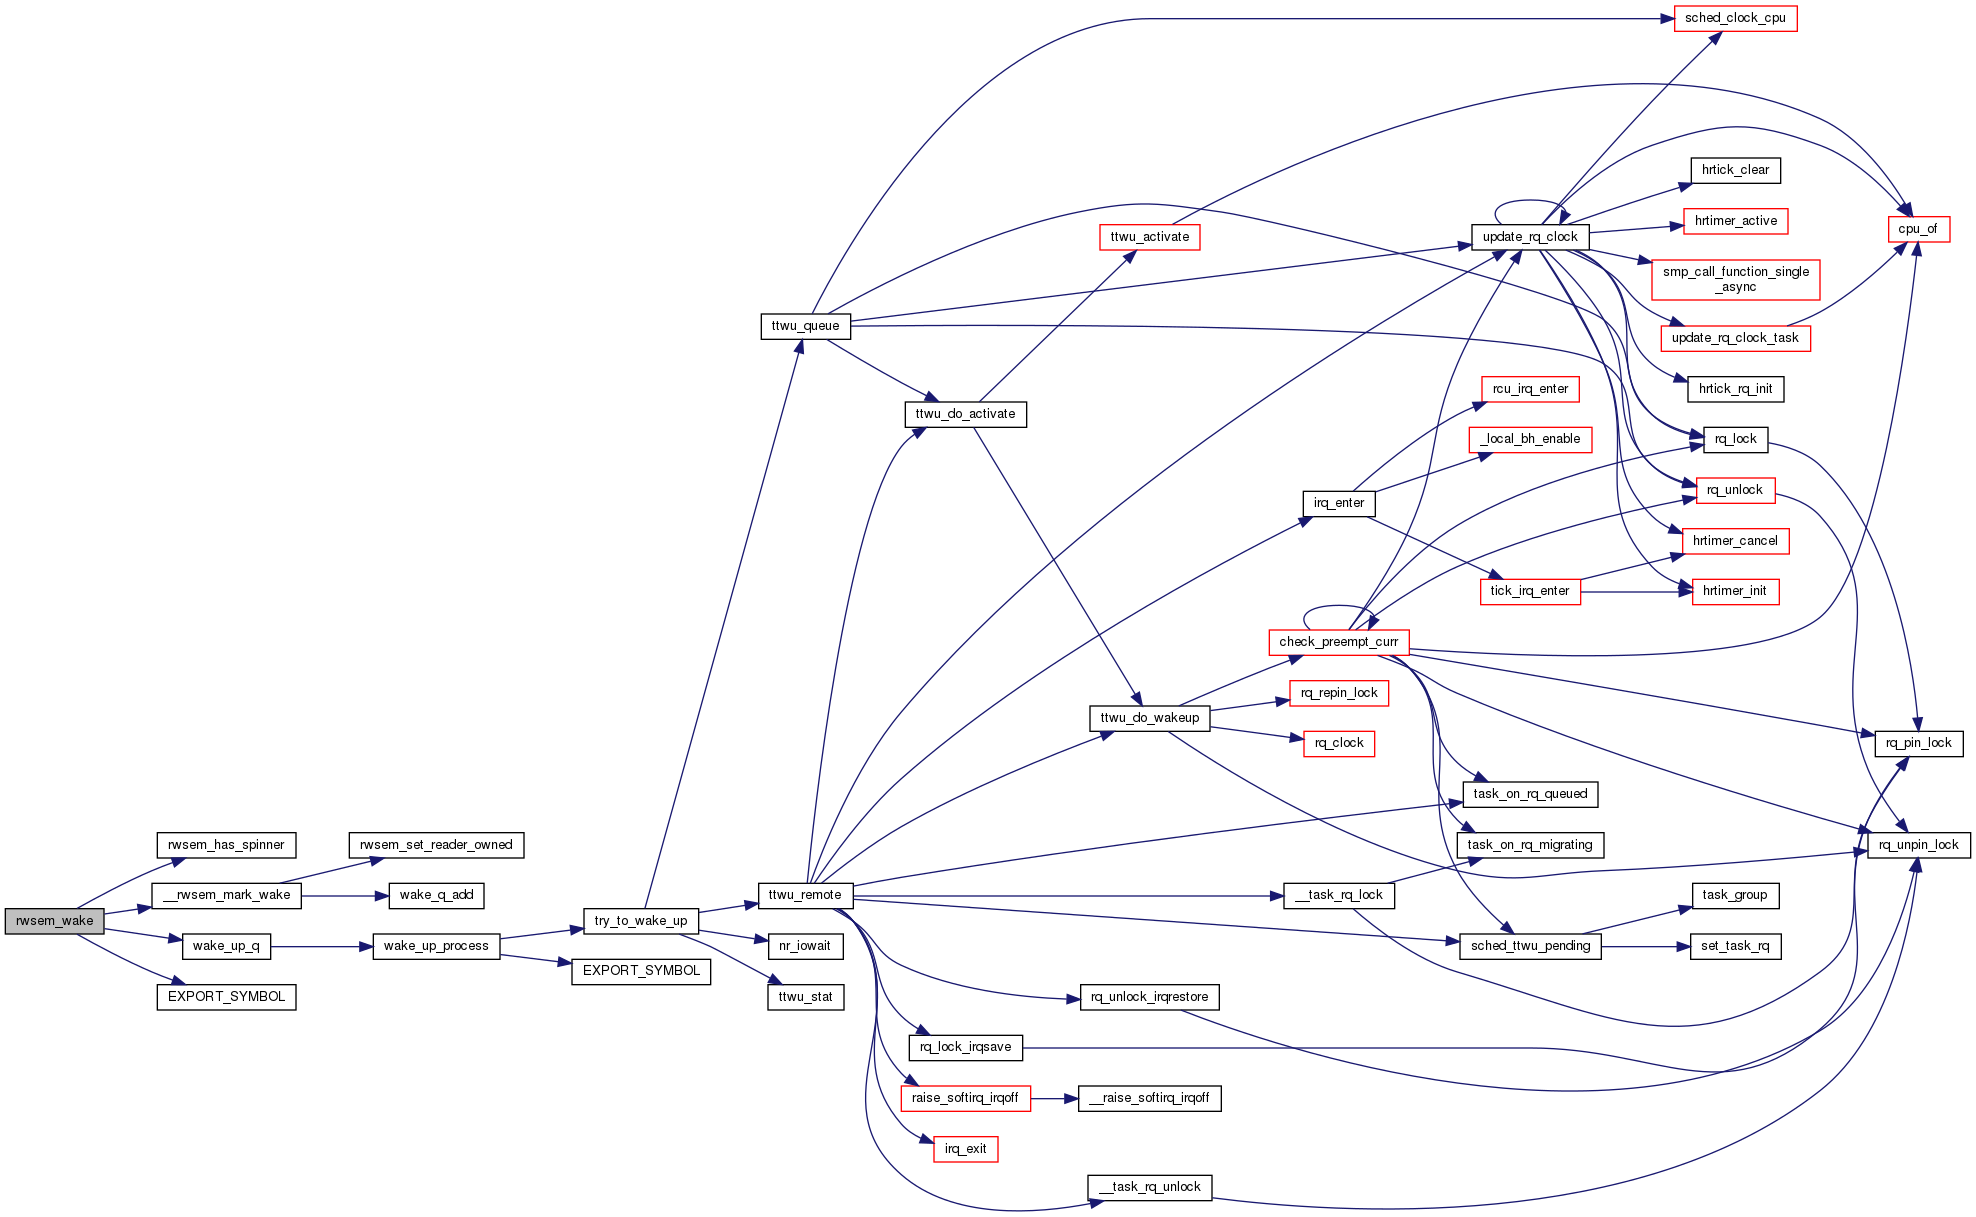 sched_clock_cpu
hrtick_clear
hrtimer_active
cpu_of
ttwu_activate
update_rq_clock
smp_call_function_single
_async
ttwu_queue
update_rq_clock_task
rcu_irq_enter
hrtick_rq_init
ttwu_do_activate
_local_bh_enable
rq_lock
irq_enter
rq_unlock
hrtimer_cancel
tick_irq_enter
hrtimer_init
check_preempt_curr
rq_repin_lock
ttwu_do_wakeup
rq_clock
rq_pin_lock
task_on_rq_queued
rwsem_has_spinner
rwsem_set_reader_owned
task_on_rq_migrating
rq_unpin_lock
__rwsem_mark_wake
wake_q_add
ttwu_remote
__task_rq_lock
task_group
rwsem_wake
try_to_wake_up
wake_up_q
wake_up_process
nr_iowait
sched_ttwu_pending
set_task_rq
EXPORT_SYMBOL
EXPORT_SYMBOL
ttwu_stat
rq_unlock_irqrestore
rq_lock_irqsave
raise_softirq_irqoff
__raise_softirq_irqoff
irq_exit
__task_rq_unlock